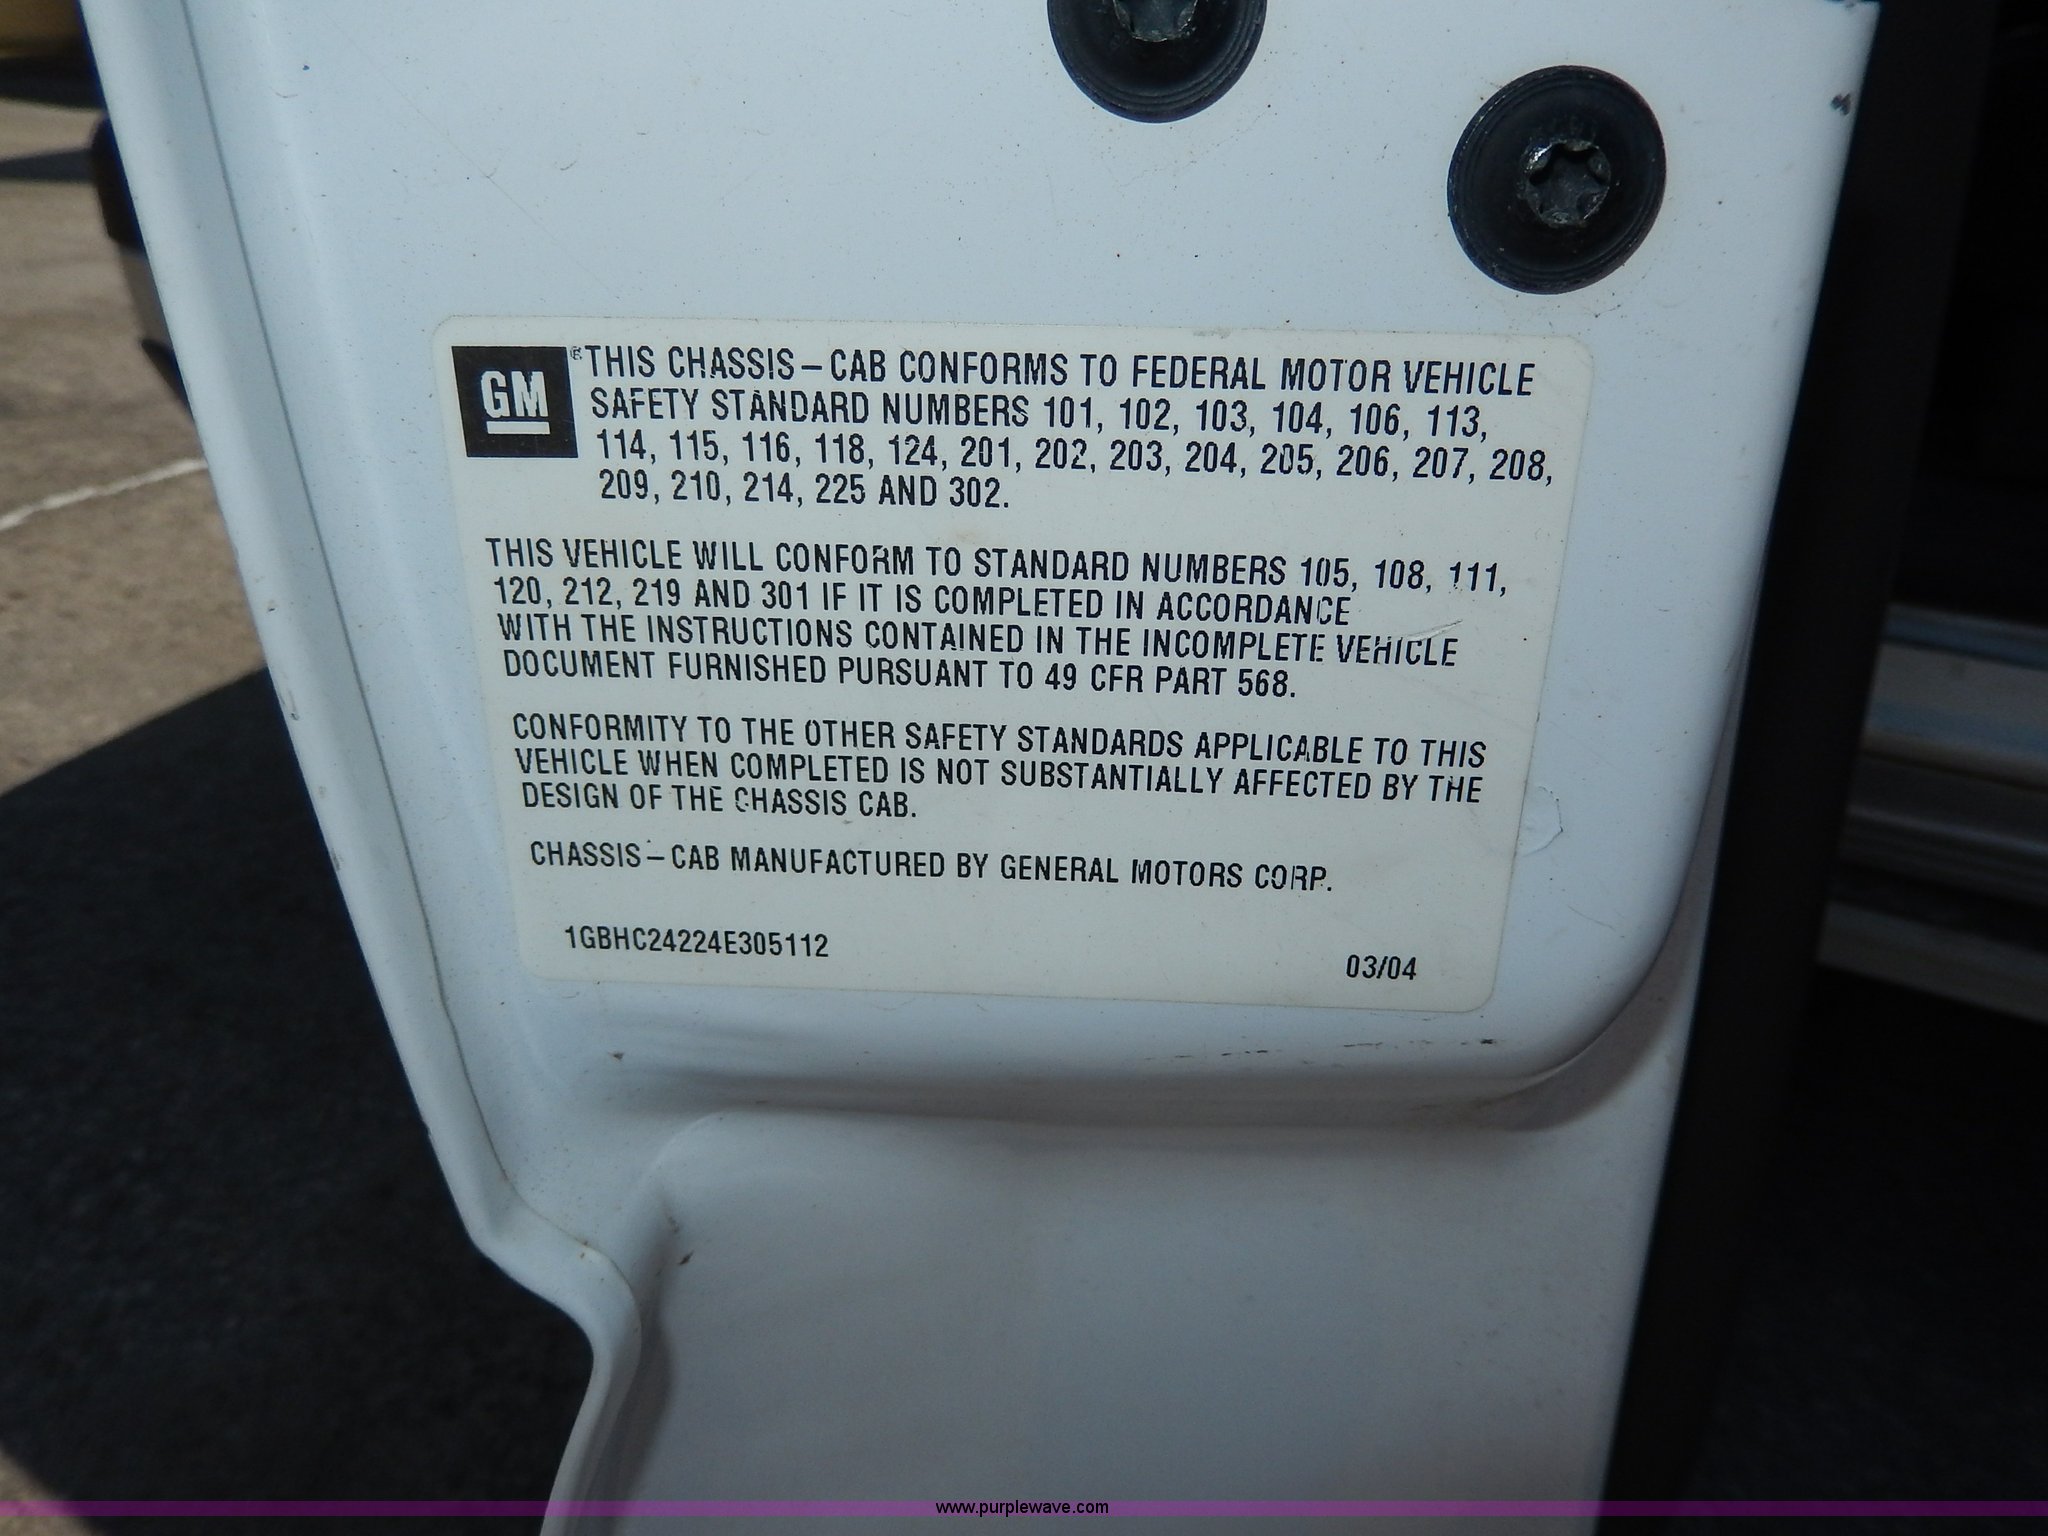 GM
®THIS CHASSIS–CAB CONFORMS TO FEDERAL MOTOR VEHICLE
SAFETY STANDARD NUMBERS 101, 102, 103, 104, 106, 113,
114, 115, 116, 118, 124, 201, 202, 203, 204, 205, 206, 207, 208,
209, 210, 214, 225 AND 302.
THIS VEHICLE WILL CONFORM TO STANDARD NUMBERS 105, 108, 111,
120, 212, 219 AND 301 IF IT IS COMPLETED IN ACCORDANCE
WITH THE INSTRUCTIONS CONTAINED IN THE INCOMPLETE VEHICLE
DOCUMENT FURNISHED PURSUANT TO 49 CFR PART 568.
CONFORMITY TO THE OTHER SAFETY STANDARDS APPLICABLE TO THIS
VEHICLE WHEN COMPLETED IS NOT SUBSTANTIALLY AFFECTED BY THE
DESIGN OF THE CHASSIS CAB.
CHASSIS–CAB MANUFACTURED BY GENERAL MOTORS CORP.
1GBHC24224E305112
03/04
www.purplewave.com